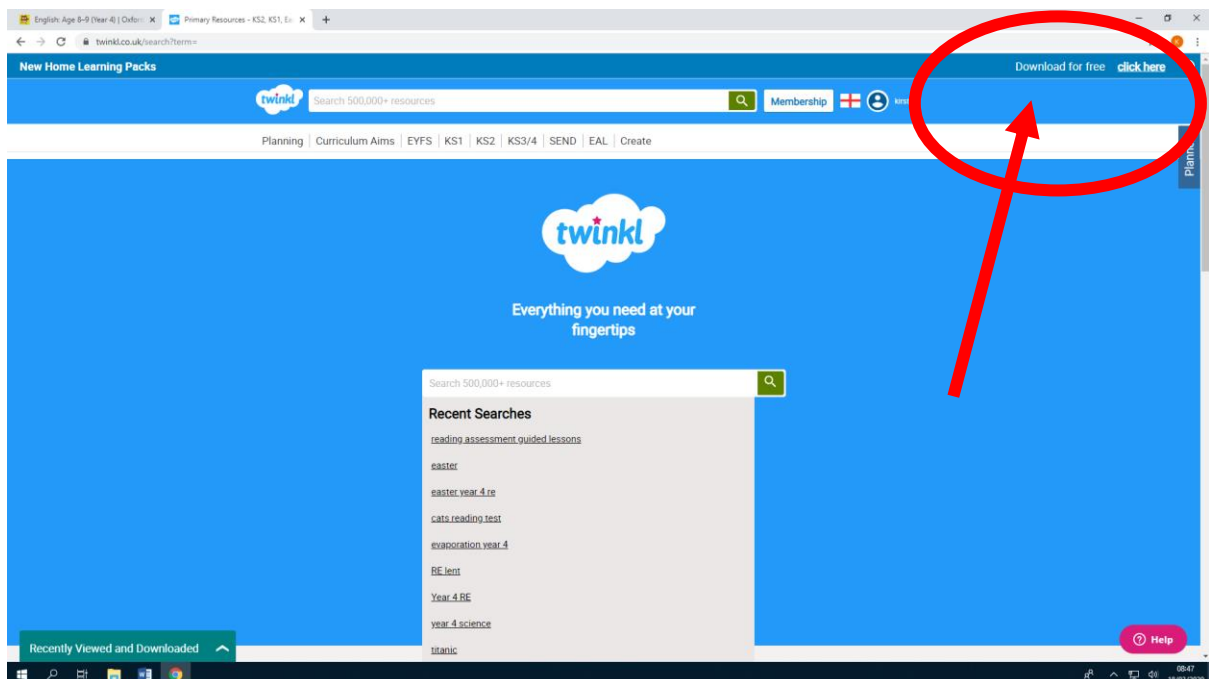 English: Age 8-9 (Year 4) | Oxfor
Primary Resources - KS2, KS1, Ea
twinkl.co.uk/search?term=
New Home Learning Packs
Download for free click here
twinkl
Search 500,000+ resources
Membership
Planning | Curriculum Aims | EYFS | KS1 | KS2 | KS3/4 | SEND | EAL | Create
twinkl
Everything you need at your
fingertips
Search 500,000+ resources
Recent Searches
reading assessment guided lessons
easter
easter year 4 re
cats reading test
evaporation year 4
RE lent
Year 4 RE
year 4 science
titanic
Recently Viewed and Downloaded
Help
08:47